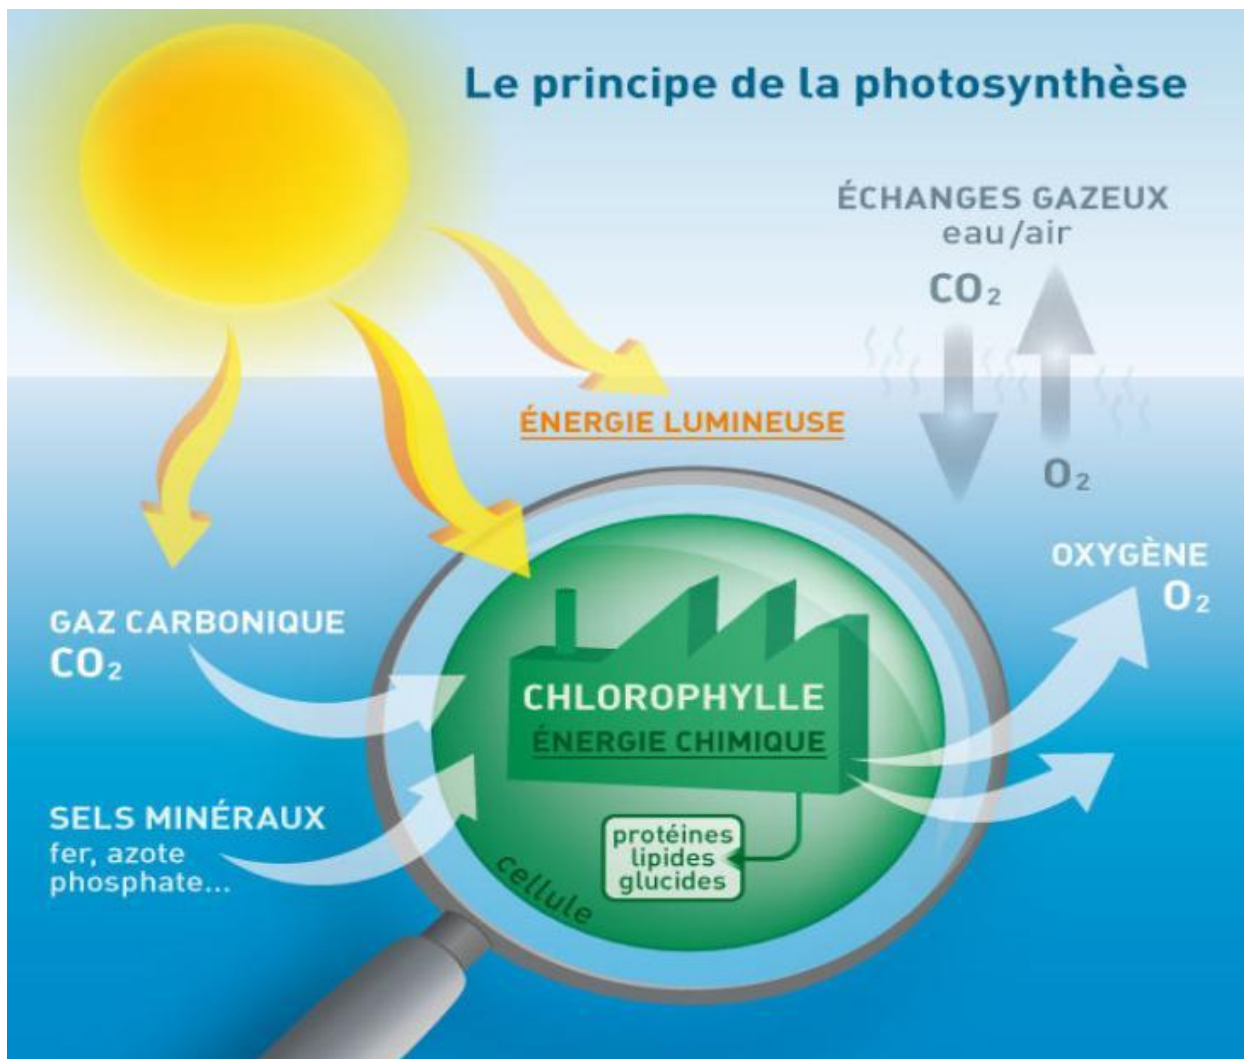 Le principe de la photosynthèse
ÉCHANGES GAZEUX
eau/air
CO₂
O₂
ÉNERGIE LUMINEUSE
OXYGÈNE
O₂
GAZ CARBONIQUE
CO₂
CHLOROPHYLLE
ÉNERGIE CHIMIQUE
SELS MINÉRAUX
fer, azote
phosphate...
protéines
lipides
glucides
cellule